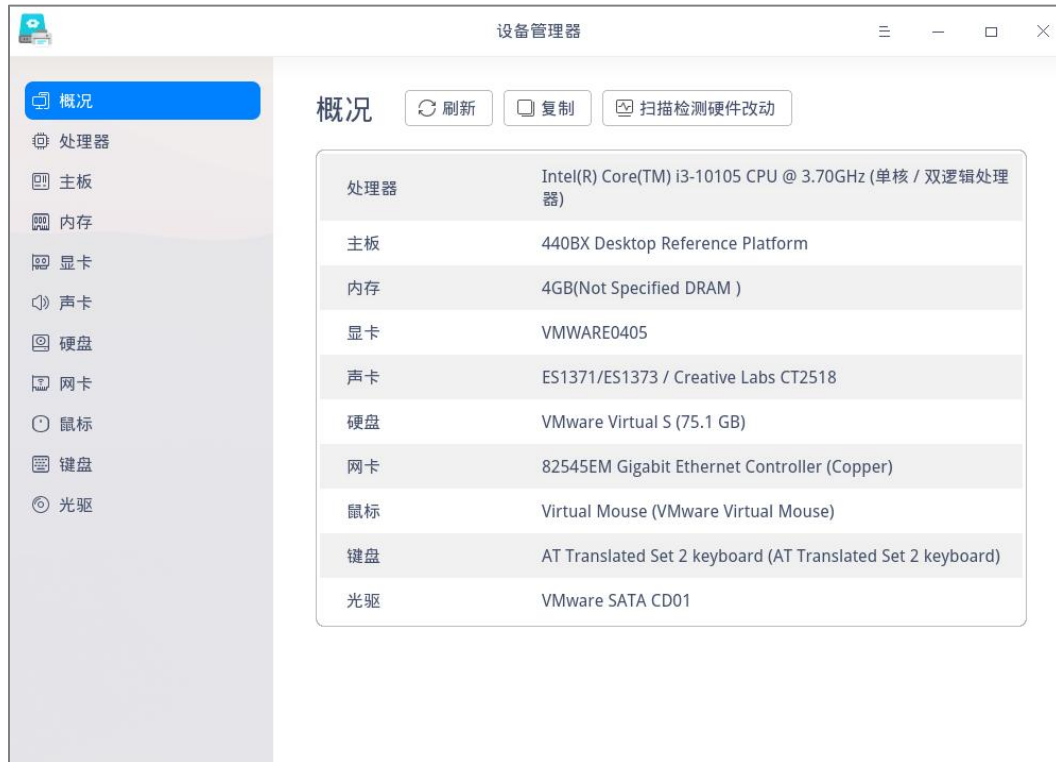 设备管理器
概况
处理器
主板
内存
显卡
声卡
硬盘
网卡
鼠标
键盘
光驱
概况 刷新 复制 扫描检测硬件改动
处理器 Intel(R) Core(TM) i3-10105 CPU @ 3.70GHz (单核 / 双逻辑处理
器)
主板 440BX Desktop Reference Platform
内存 4GB(Not Specified DRAM )
显卡 VMWARE0405
声卡 ES1371/ES1373 / Creative Labs CT2518
硬盘 VMware Virtual S (75.1 GB)
网卡 82545EM Gigabit Ethernet Controller (Copper)
鼠标 Virtual Mouse (VMware Virtual Mouse)
键盘 AT Translated Set 2 keyboard (AT Translated Set 2 keyboard)
光驱 VMware SATA CD01